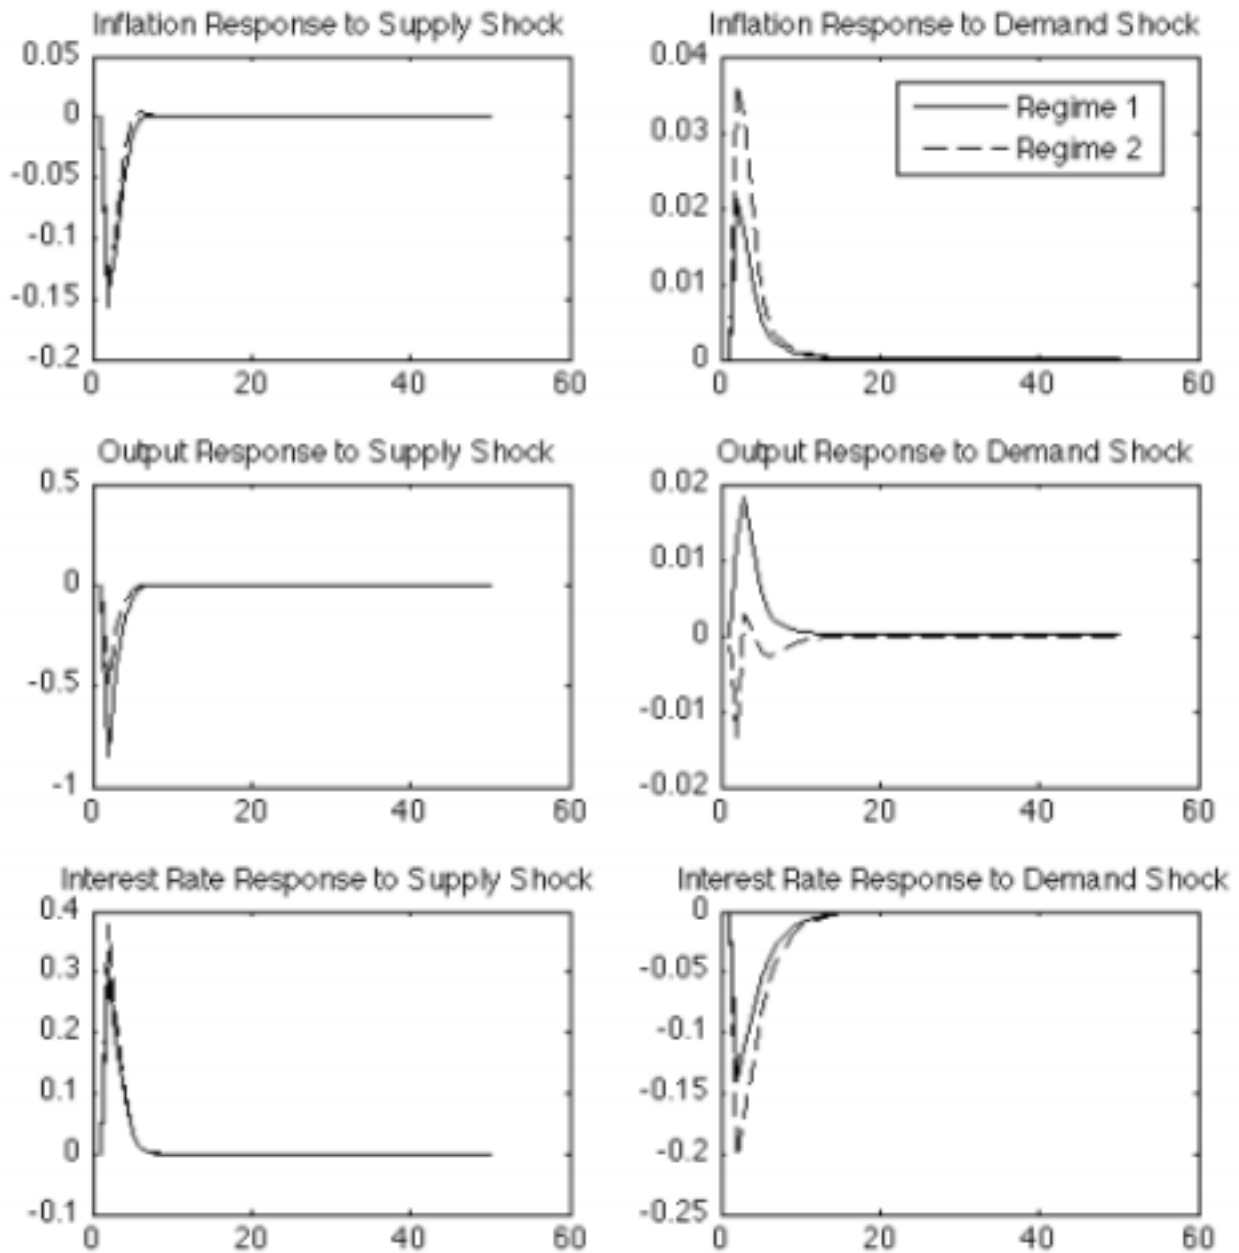 Inflation Response to Supply Shock
0.05
0
-0.05
-0.1
-0.15
-0.2
0 20 40 60
Inflation Response to Demand Shock
0.04
0.03
0.02
0.01
0
0 20 40 60
Regime 1
Regime 2
Output Response to Supply Shock
0.5
0
-0.5
-1
0 20 40 60
Output Response to Demand Shock
0.02
0.01
0
-0.01
-0.02
0 20 40 60
Interest Rate Response to Supply Shock
0.4
0.3
0.2
0.1
0
-0.1
0 20 40 60
Interest Rate Response to Demand Shock
0
-0.05
-0.1
-0.15
-0.2
-0.25
0 20 40 60